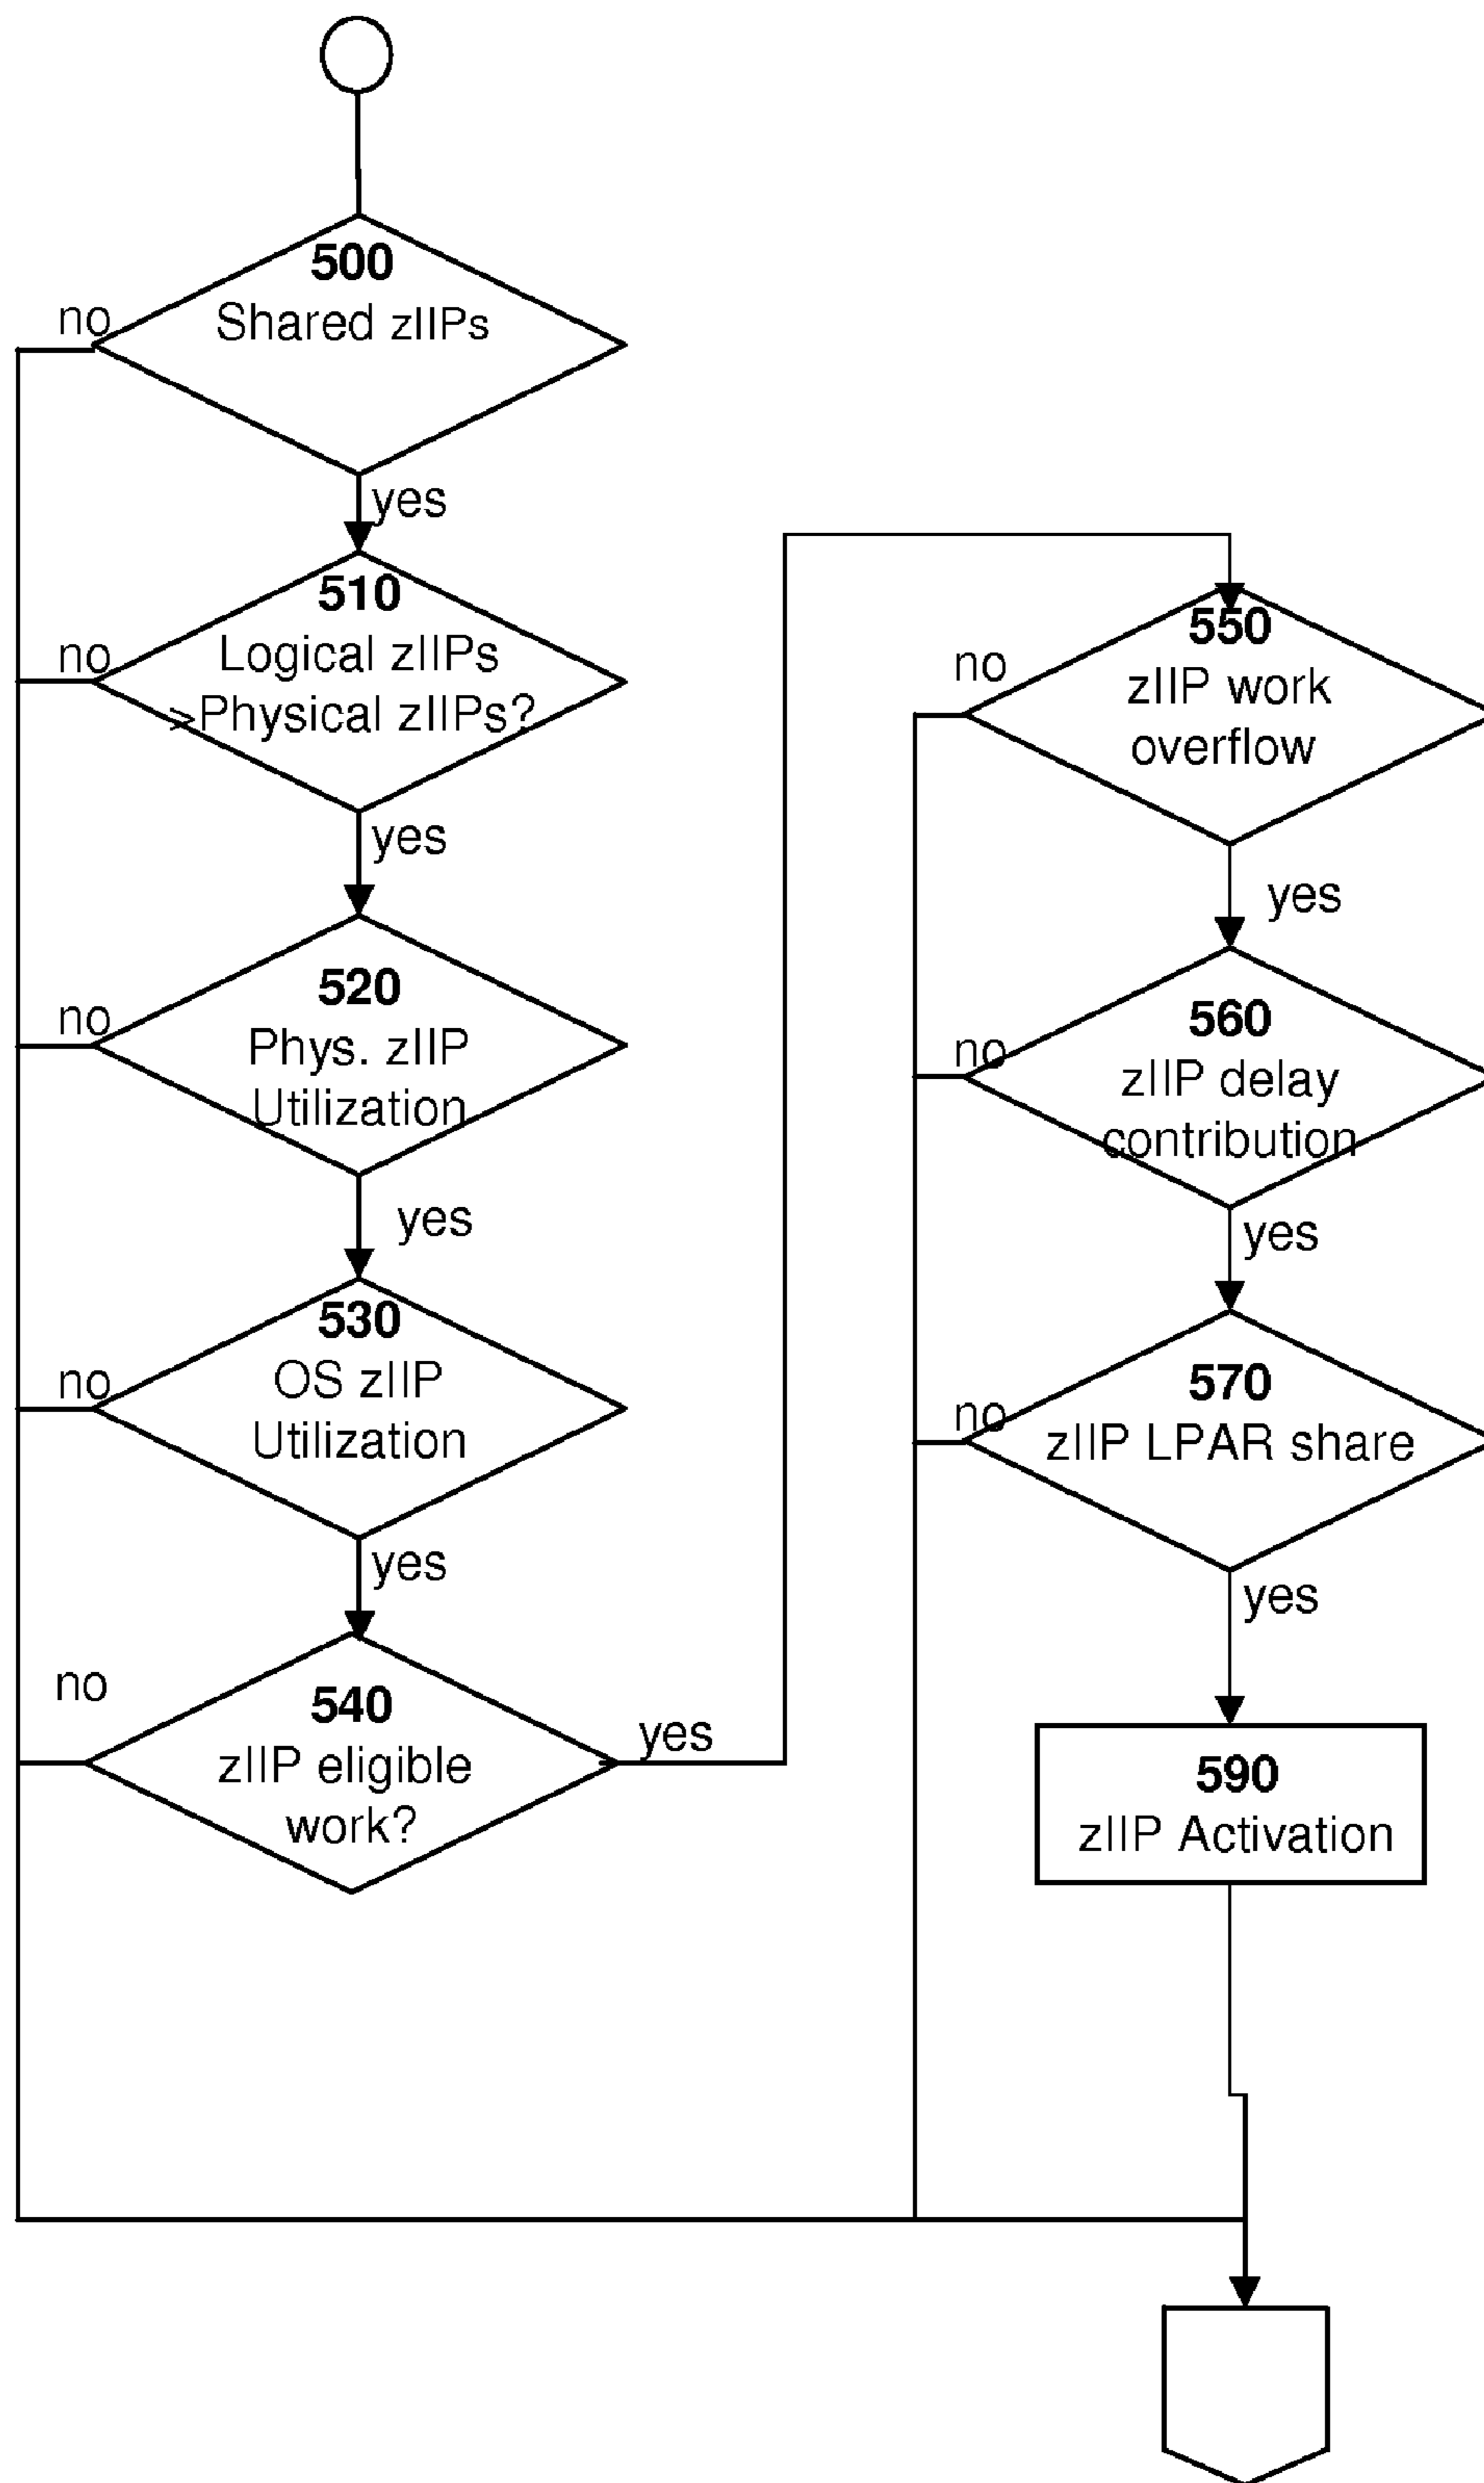 500
Shared zIIPs
no
yes
510
Logical zIIPs
>Physical zIIPs?
no
yes
520
Phys. zIIP
Utilization
no
yes
530
OS zIIP
Utilization
no
yes
540
zIIP eligible
work?
no
yes
550
zIIP work
overflow
no
yes
560
zIIP delay
contribution
no
yes
570
zIIP LPAR share
no
yes
590
zIIP Activation